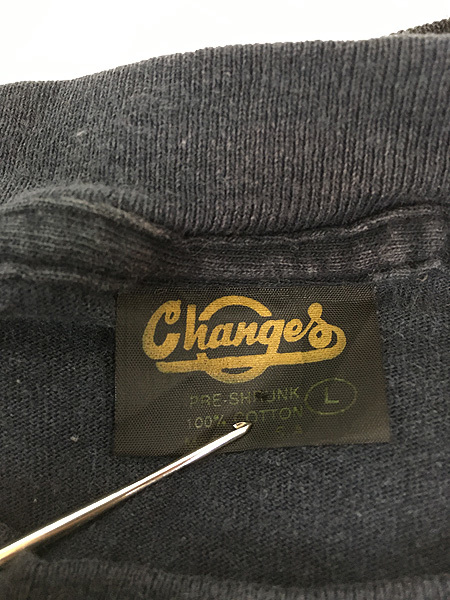 Changes
PRE-SHRUNK
L
100% COTTON